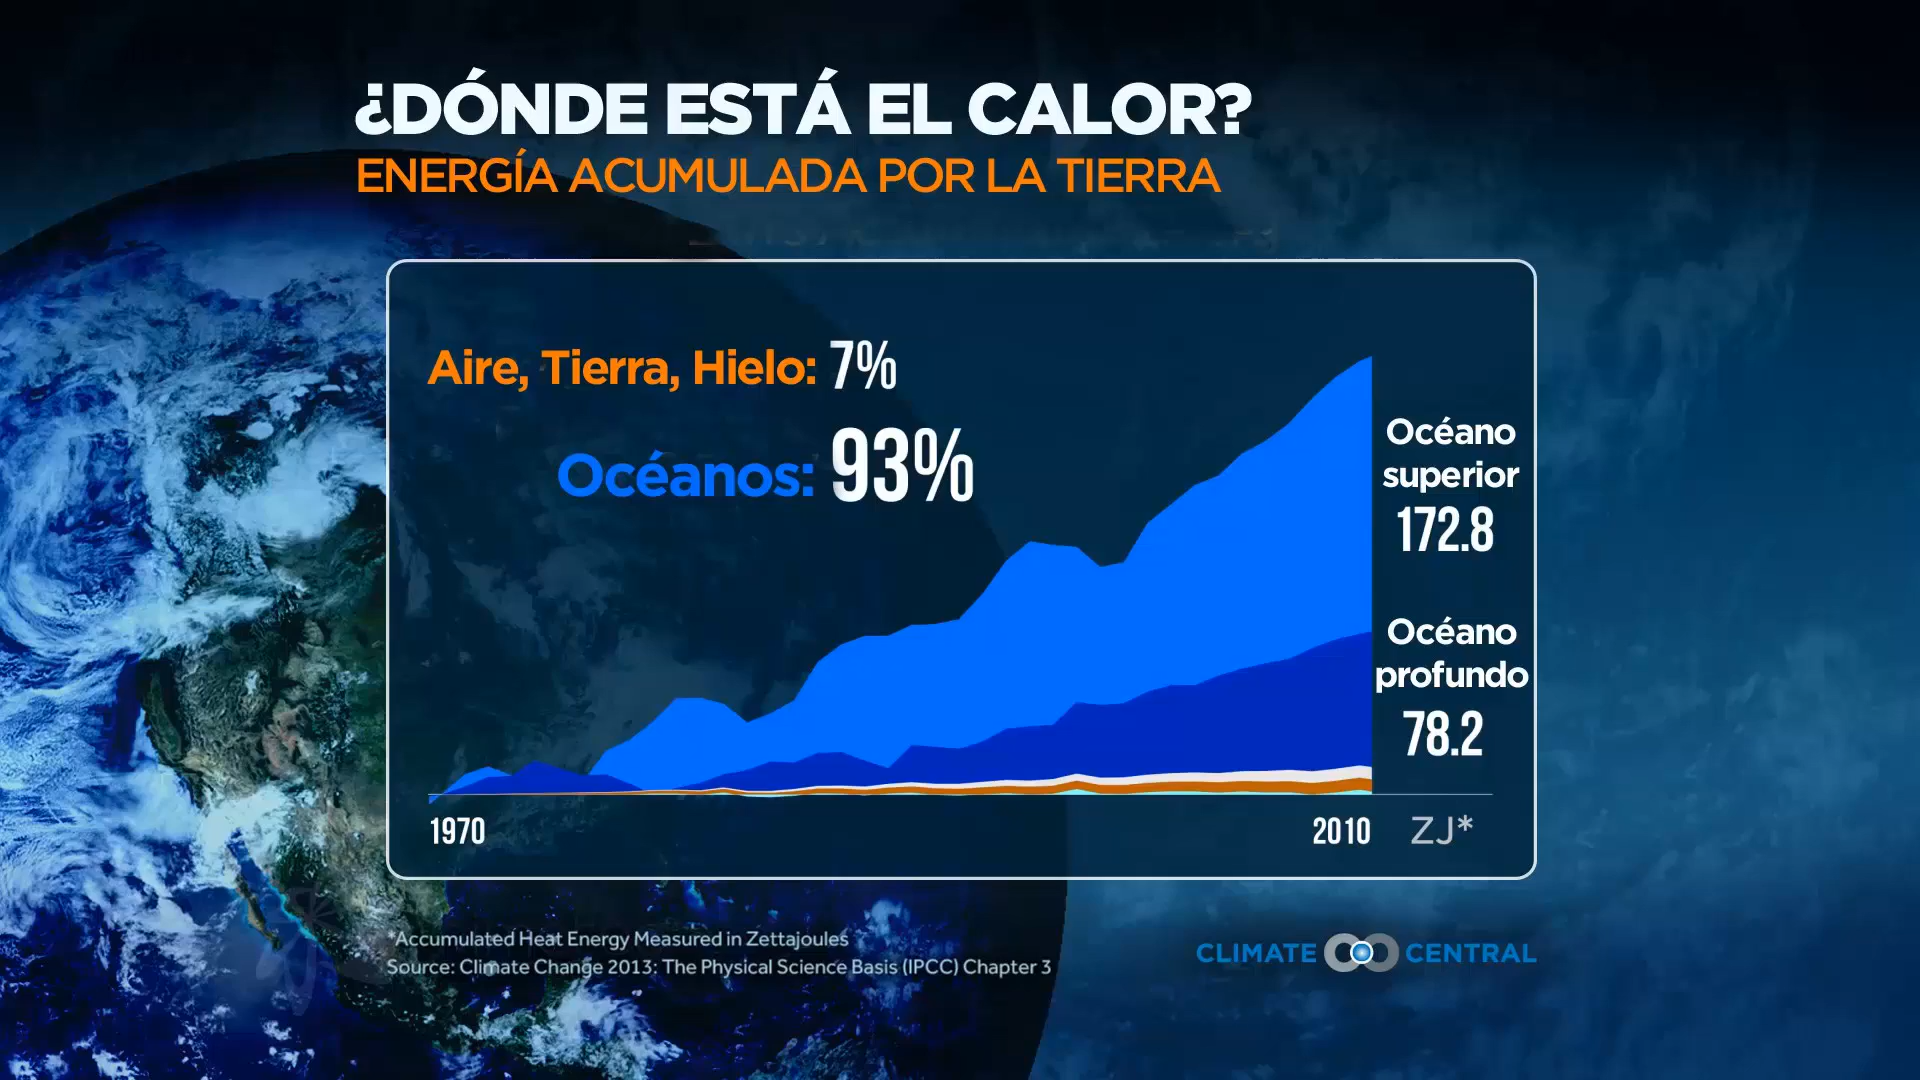 ¿DÓNDE ESTÁ EL CALOR?
ENERGÍA ACUMULADA POR LA TIERRA
Aire, Tierra, Hielo: 7%
Océanos: 93%
Océano
superior
172.8
Océano
profundo
78.2
1970
2010
ZJ*
*Accumulated Heat Energy Measured in Zettajoules
Source: Climate Change 2013: The Physical Science Basis (IPCC) Chapter 3
CLIMATE CENTRAL